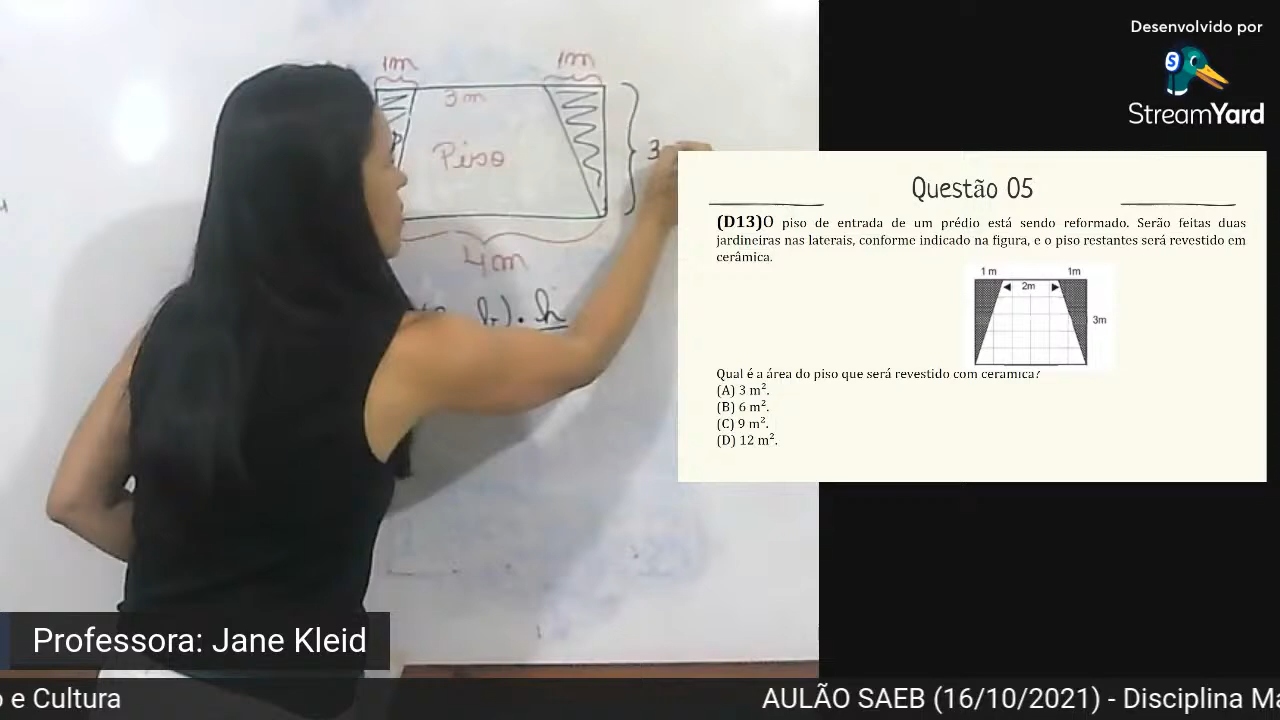 1m
1m
3 m
Piso
3
4m
b). h
Desenvolvido por
StreamYard
Questão 05
(D13)O piso de entrada de um prédio está sendo reformado. Serão feitas duas
jardineiras nas laterais, conforme indicado na figura, e o piso restantes será revestido em
cerâmica.
1 m
1m
2m
3m
Qual é a área do piso que será revestido com cerâmica?
(A) 3 m².
(B) 6 m².
(C) 9 m².
(D) 12 m².
Professora: Jane Kleid
o e Cultura
AULÃO SAEB (16/10/2021) - Disciplina Ma